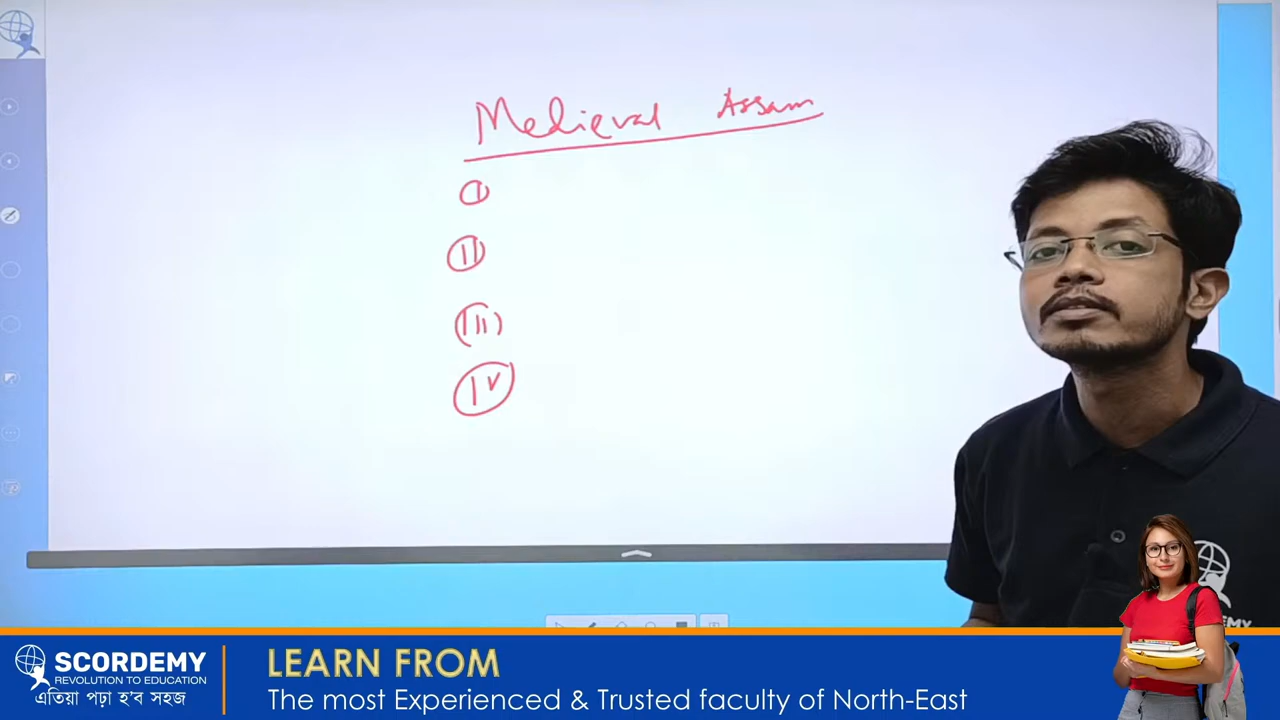 Medieval Assam
(I)
(II)
(III)
(IV)
SCORDEMY
REVOLUTION TO EDUCATION
এতিয়া পঢ়া হ'ব সহজ
LEARN FROM
The most Experienced & Trusted faculty of North-East